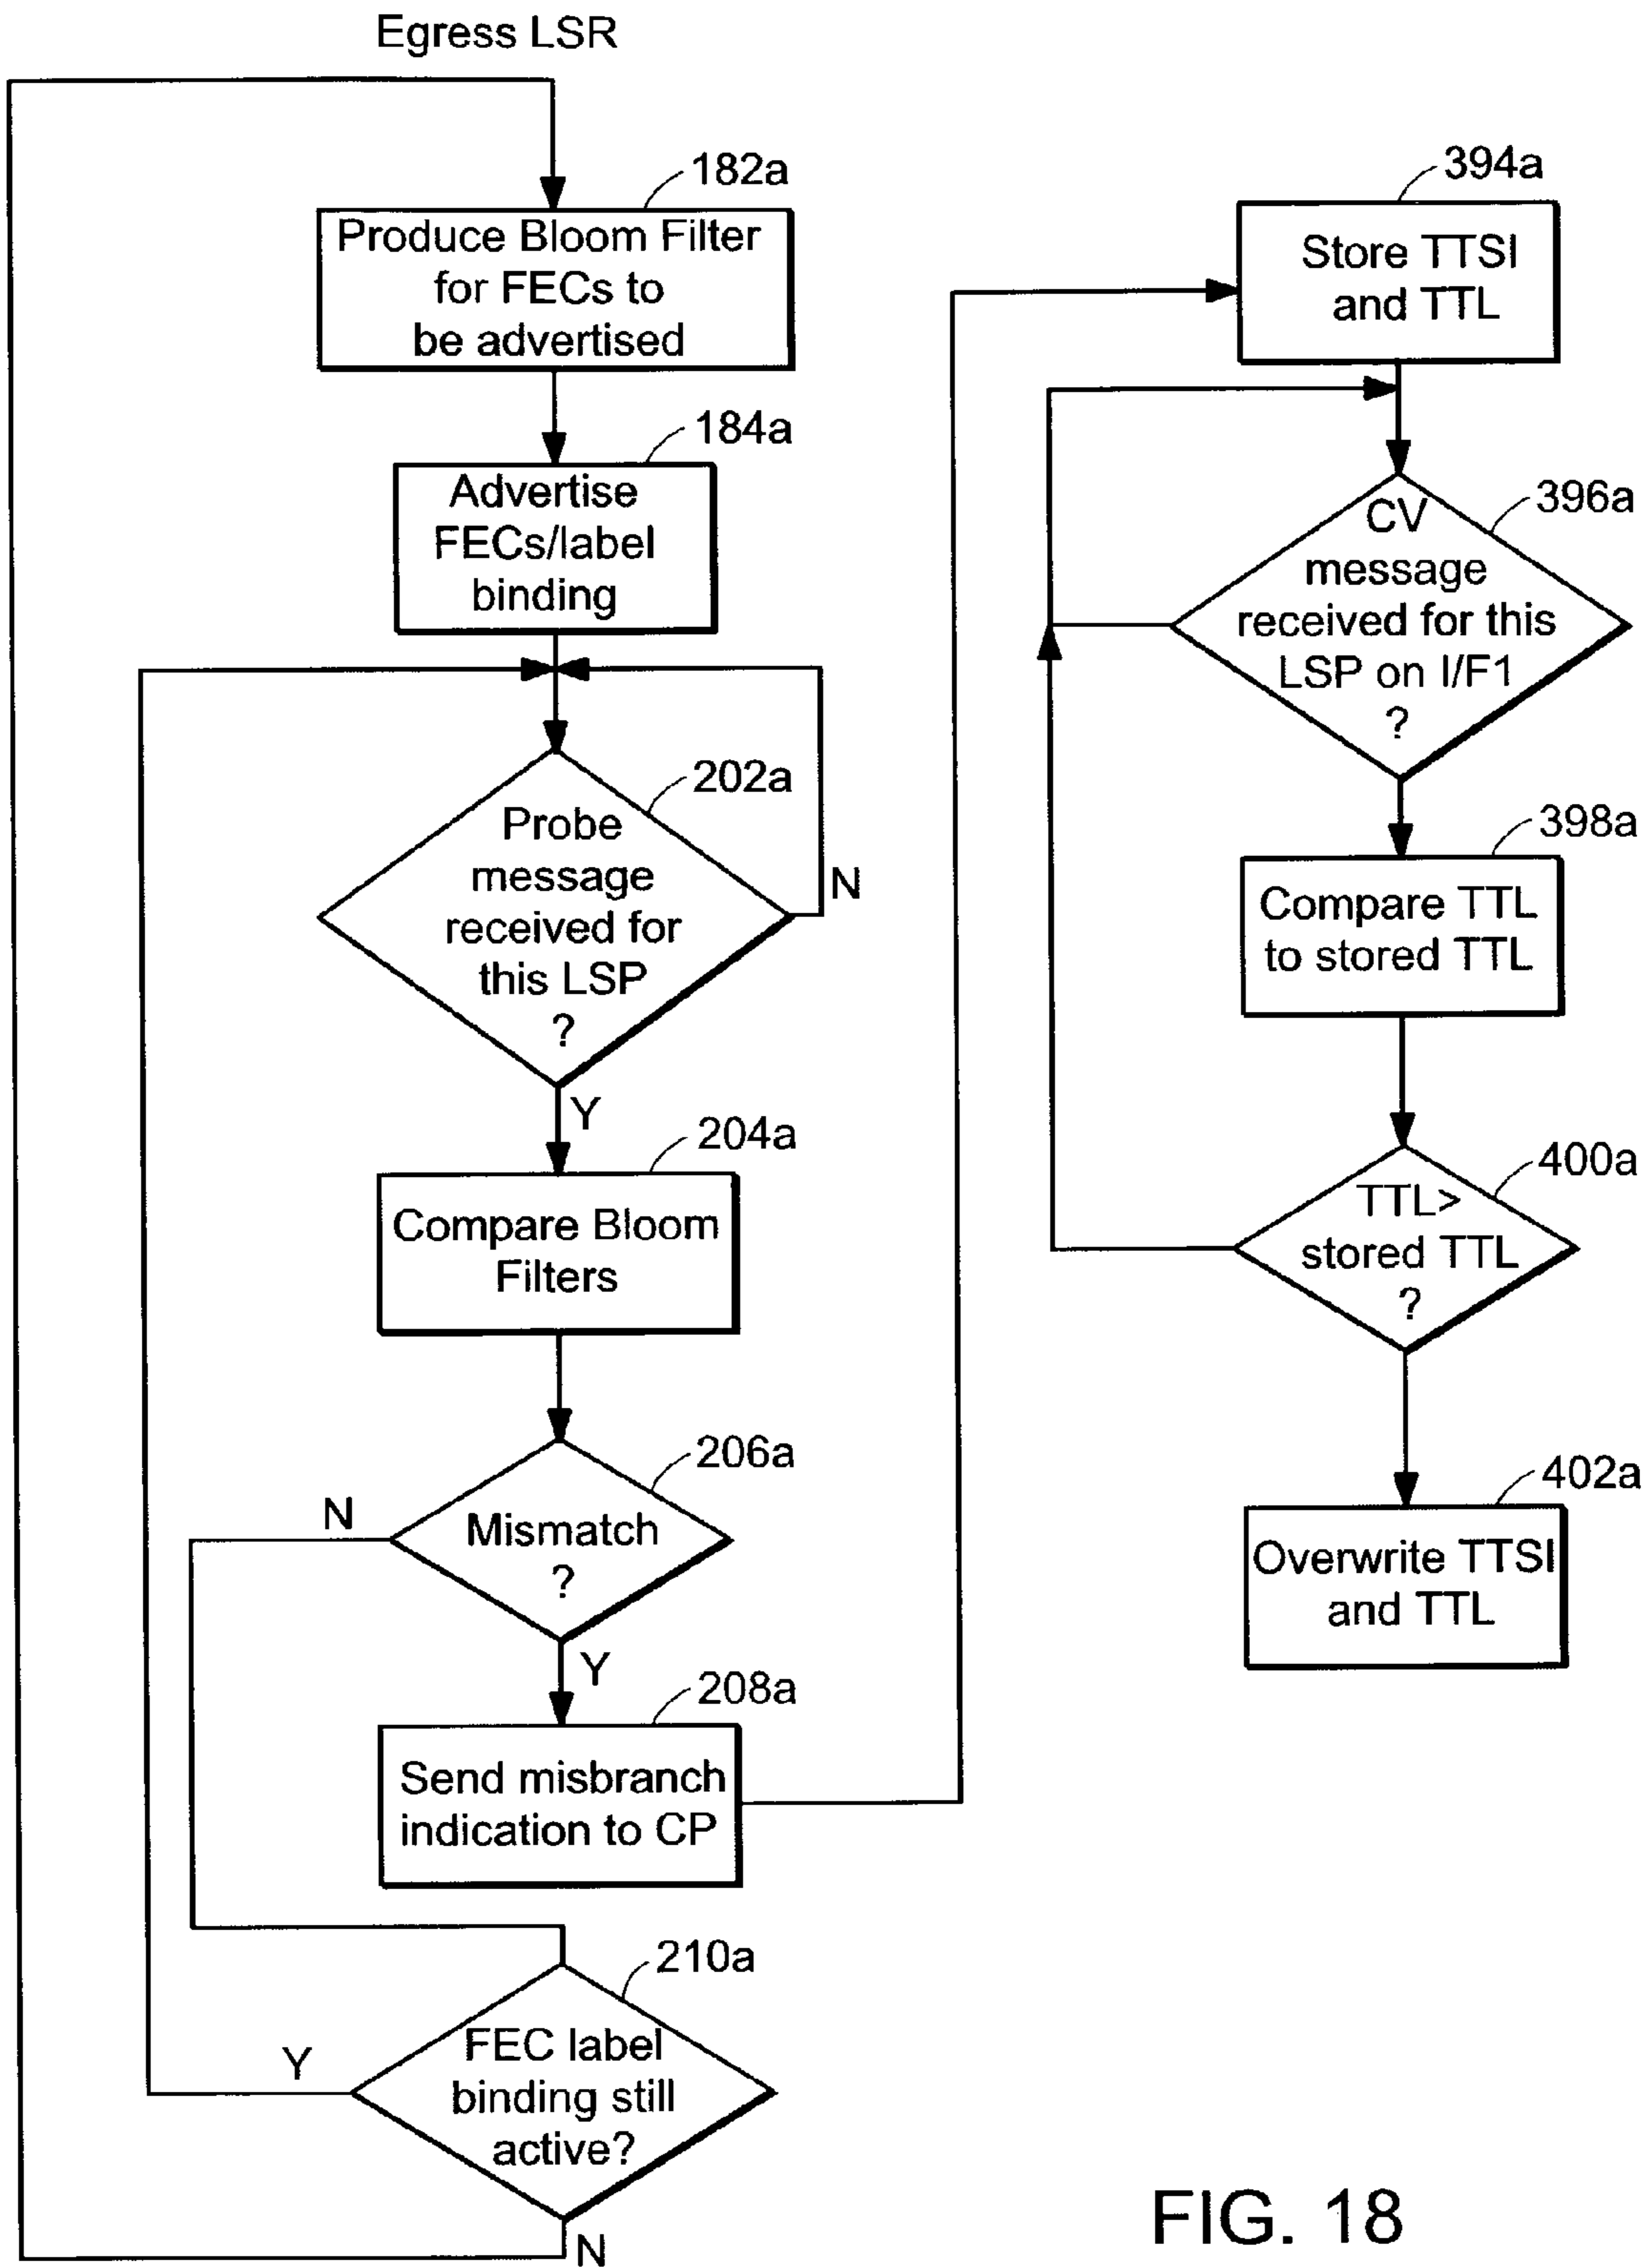 Egress LSR
182a
Produce Bloom Filter
for FECs to
be advertised
184a
Advertise
FECs/label
binding
202a
Probe
message
received for
this LSP
?
N
Y
204a
Compare Bloom
Filters
206a
Mismatch
?
N
Y
208a
Send misbranch
indication to CP
210a
FEC label
binding still
active?
Y
N
394a
Store TTSI
and TTL
396a
CV
message
received for this
LSP on I/F1
?
398a
Compare TTL
to stored TTL
400a
TTL>
stored TTL
?
402a
Overwrite TTSI
and TTL
FIG. 18